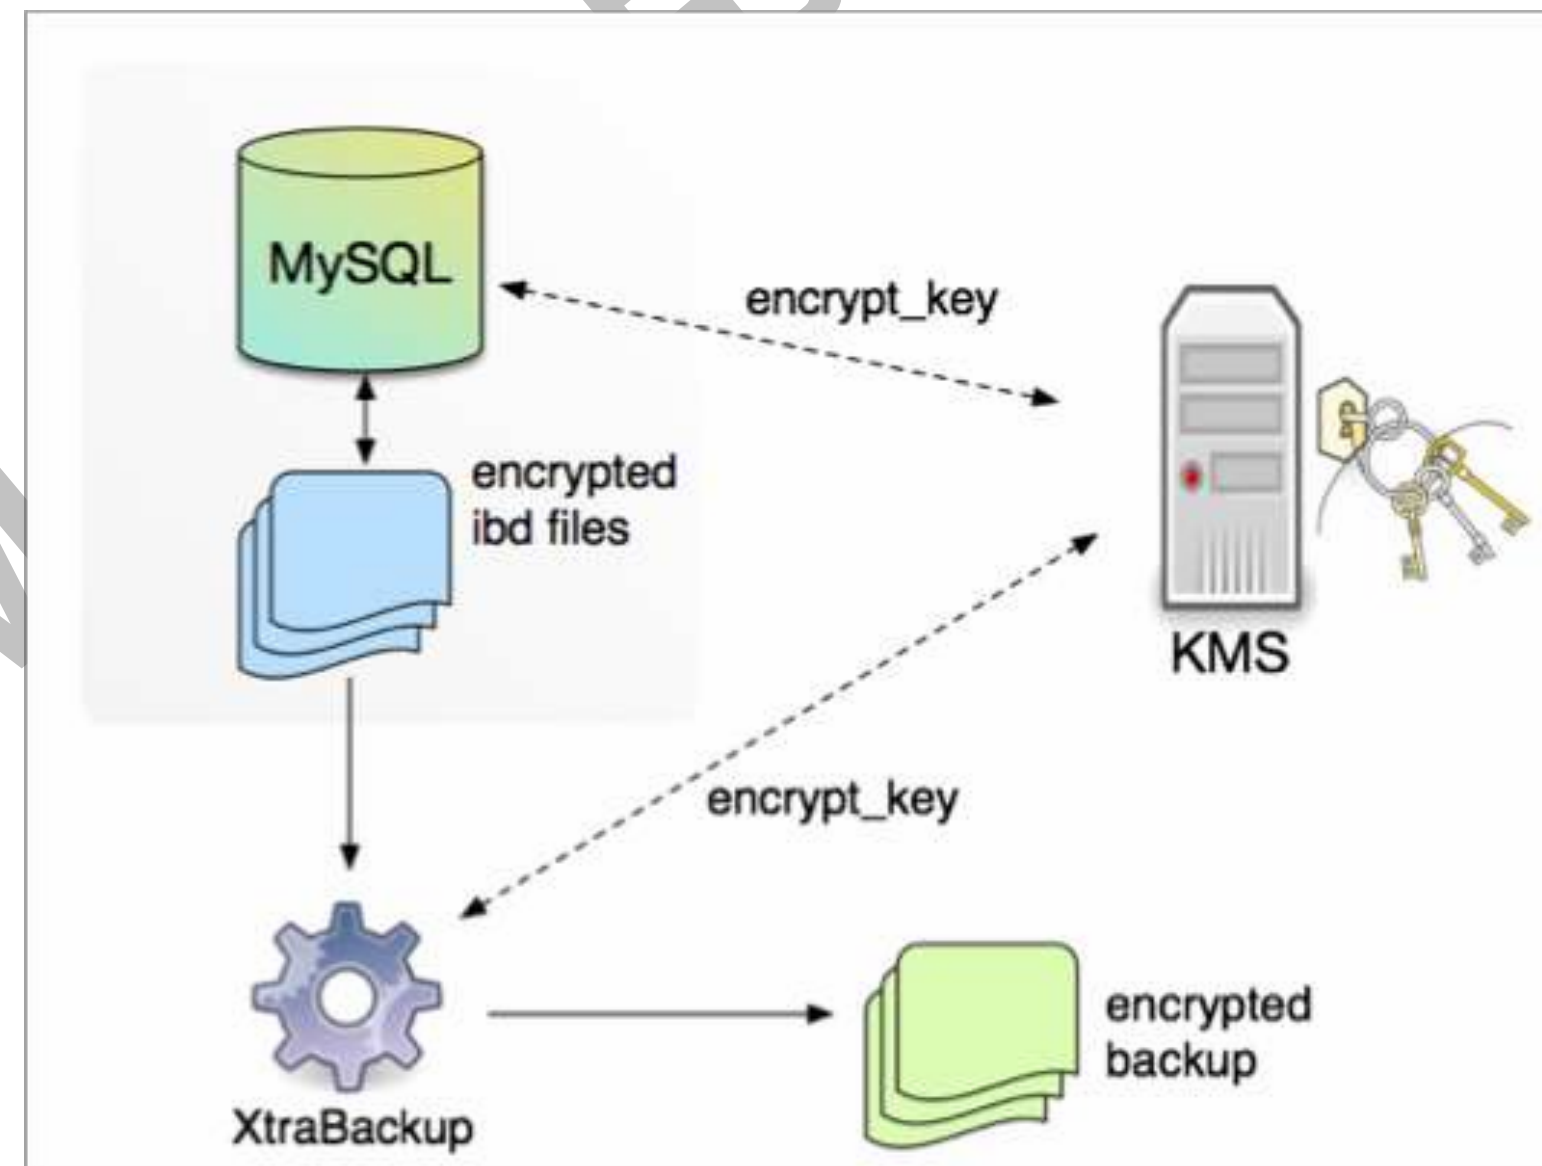 MySQL
encrypt_key
encrypted
ibd files
KMS
encrypt_key
encrypted
backup
XtraBackup